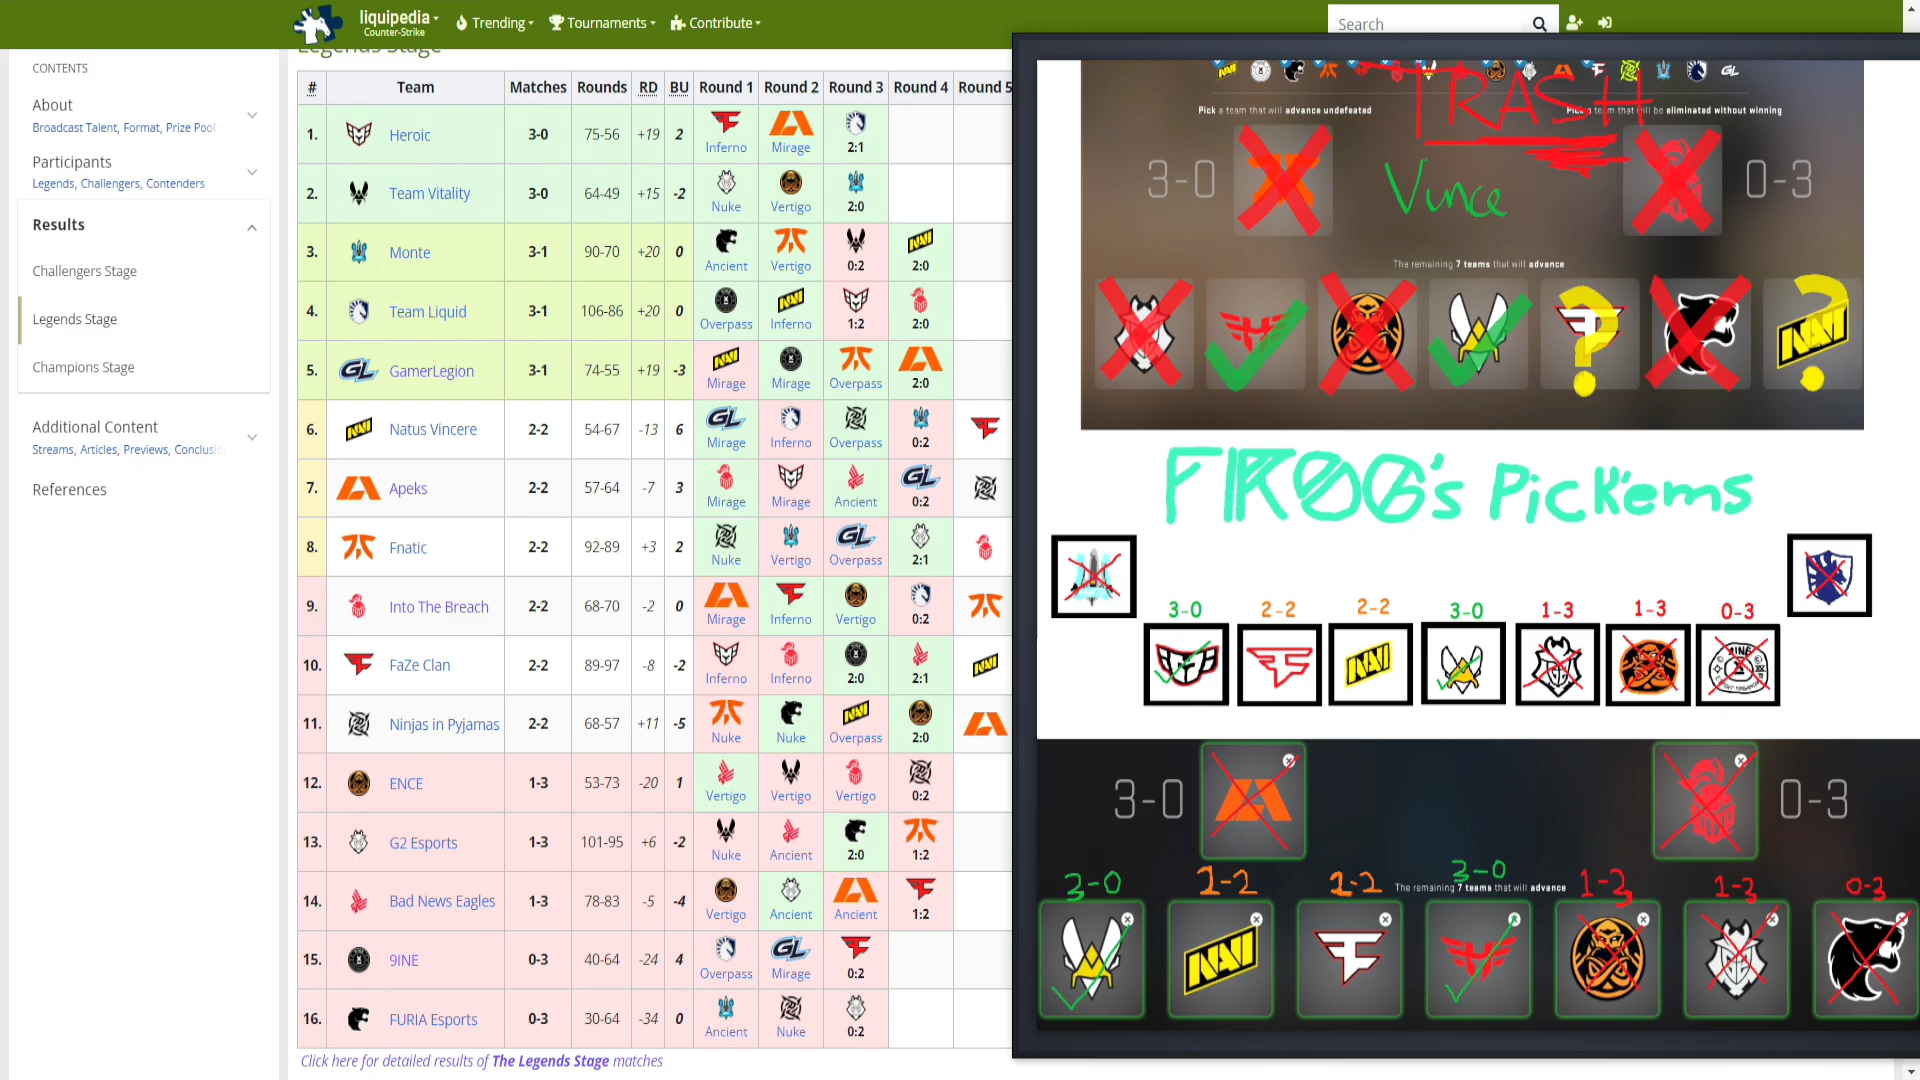 liquipedia
Counter-Strike
Trending
Tournaments
Contribute
Search
CONTENTS
About
Broadcast Talent, Format, Prize Pool
Participants
Legends, Challengers, Contenders
Results
Challengers Stage
Legends Stage
Champions Stage
Additional Content
Streams, Articles, Previews, Conclusio
References
Legends Stage
# Team Matches Rounds RD BU Round 1 Round 2 Round 3 Round 4 Round 5
1. Heroic 3-0 75-56 +19 2 Inferno Mirage 2:1
2. Team Vitality 3-0 64-49 +15 -2 Nuke Vertigo 2:0
3. Monte 3-1 90-70 +20 0 Ancient Vertigo 0:2 2:0
4. Team Liquid 3-1 106-86 +20 0 Overpass Inferno 1:2 2:0
5. GL GamerLegion 3-1 74-55 +19 -3 Mirage Mirage Overpass 2:0
6. Natus Vincere 2-2 54-67 -13 6 Mirage Inferno Overpass 0:2
7. Apeks 2-2 57-64 -7 3 Mirage Mirage Ancient 0:2
8. Fnatic 2-2 92-89 +3 2 Nuke Vertigo Overpass 2:1
9. Into The Breach 2-2 68-70 -2 0 Mirage Inferno Vertigo 0:2
10. FaZe Clan 2-2 89-97 -8 -2 Inferno Inferno 2:0 2:1
11. Ninjas in Pyjamas 2-2 68-57 +11 -5 Nuke Nuke Overpass 2:0
12. ENCE 1-3 53-73 -20 1 Vertigo Vertigo Vertigo 0:2
13. G2 Esports 1-3 101-95 +6 -2 Nuke Ancient 2:0 1:2
14. Bad News Eagles 1-3 78-83 -5 -4 Vertigo Ancient Ancient 1:2
15. 9INE 0-3 40-64 -24 4 Overpass Mirage 0:2
16. FURIA Esports 0-3 30-64 -34 0 Ancient Nuke 0:2
Click here for detailed results of The Legends Stage matches
TRASH
Pick a team that will advance undefeated
Pick a team that will be eliminated without winning
3-0
Vince
0-3
The remaining 7 teams that will advance
? ?
NAVI
FROG's Pick'ems
3-0 2-2 2-2 3-0 1-3 1-3 0-3
NAVI
3-0
0-3
The remaining 7 teams that will advance
3-0 2-2 2-2 3-0 1-3 1-3 0-3
NAVI